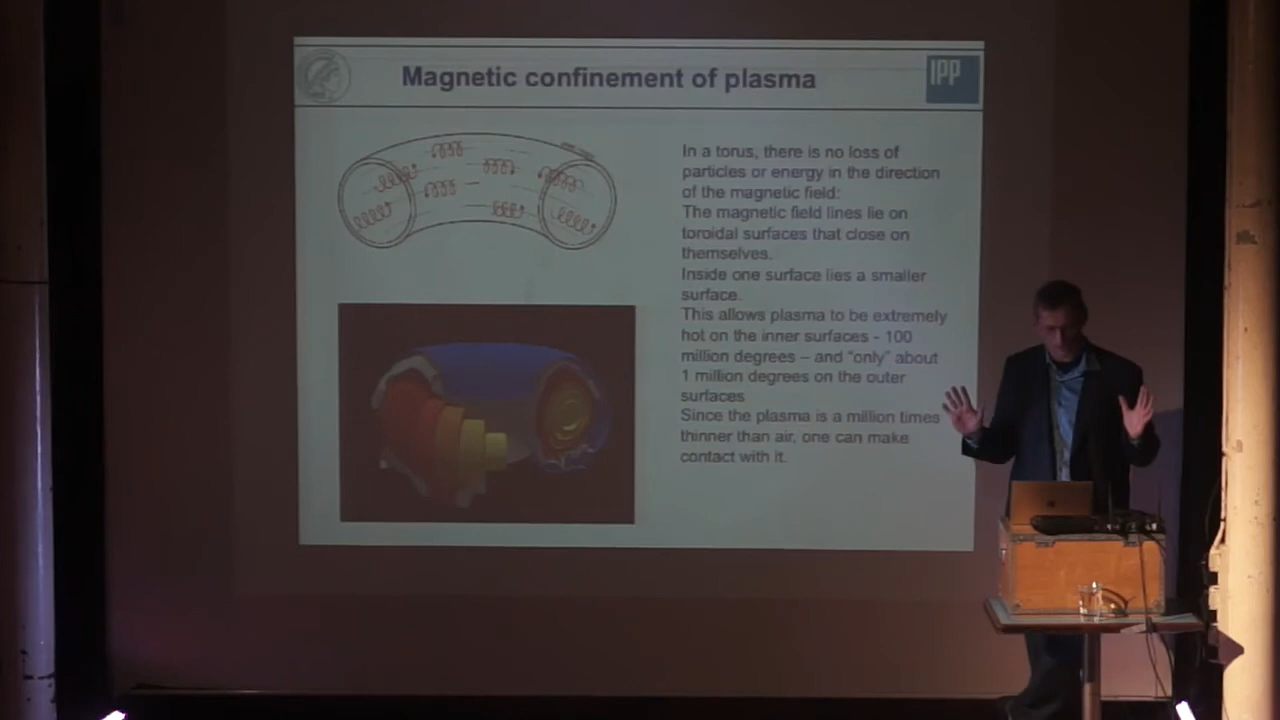 Magnetic confinement of plasma
IPP
In a torus, there is no loss of
particles or energy in the direction
of the magnetic field:
The magnetic field lines lie on
toroidal surfaces that close on
themselves.
Inside one surface lies a smaller
surface.
This allows plasma to be extremely
hot on the inner surfaces - 100
million degrees – and “only” about
1 million degrees on the outer
surfaces
Since the plasma is a million times
thinner than air, one can make
contact with it.